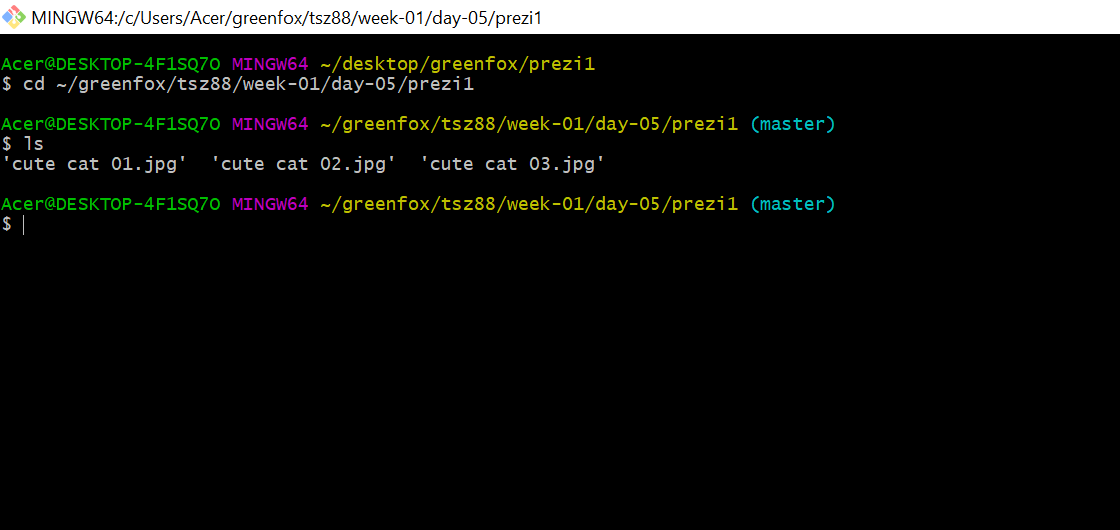 MINGW64:/c/Users/Acer/greenfox/tsz88/week-01/day-05/prezi1
Acer@DESKTOP-4F1SQ7O MINGW64 ~/desktop/greenfox/prezi1
$ cd ~/greenfox/tsz88/week-01/day-05/prezi1
Acer@DESKTOP-4F1SQ7O MINGW64 ~/greenfox/tsz88/week-01/day-05/prezi1 (master)
$ ls
'cute cat 01.jpg'  'cute cat 02.jpg'  'cute cat 03.jpg'
Acer@DESKTOP-4F1SQ7O MINGW64 ~/greenfox/tsz88/week-01/day-05/prezi1 (master)
$